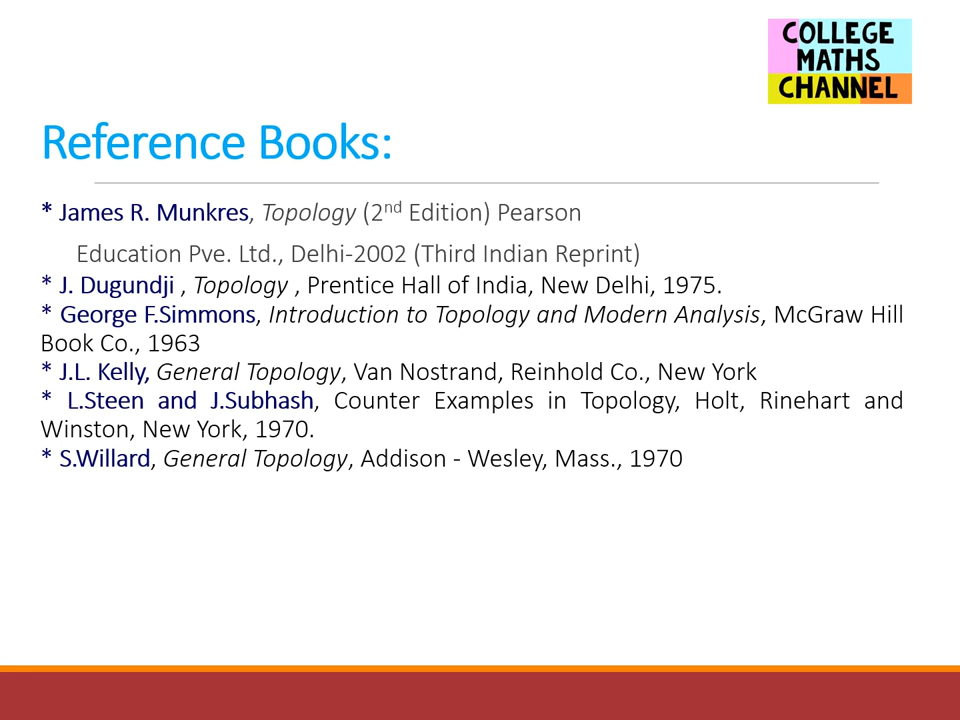 COLLEGE
MATHS
CHANNEL
Reference Books:
* James R. Munkres, Topology (2nd Edition) Pearson
Education Pve. Ltd., Delhi-2002 (Third Indian Reprint)
* J. Dugundji , Topology , Prentice Hall of India, New Delhi, 1975.
* George F.Simmons, Introduction to Topology and Modern Analysis, McGraw Hill
Book Co., 1963
* J.L. Kelly, General Topology, Van Nostrand, Reinhold Co., New York
* L.Steen and J.Subhash, Counter Examples in Topology, Holt, Rinehart and
Winston, New York, 1970.
* S.Willard, General Topology, Addison - Wesley, Mass., 1970